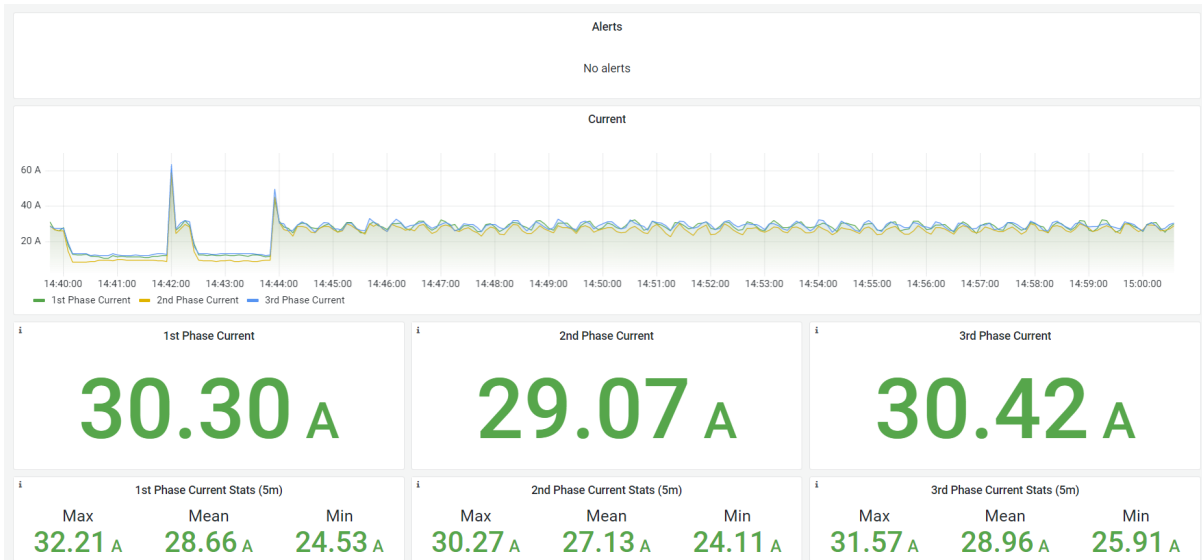 Alerts
No alerts
Current
60 A
40 A
20 A
14:40:00 14:41:00 14:42:00 14:43:00 14:44:00 14:45:00 14:46:00 14:47:00 14:48:00 14:49:00 14:50:00 14:51:00 14:52:00 14:53:00 14:54:00 14:55:00 14:56:00 14:57:00 14:58:00 14:59:00 15:00:00
1st Phase Current 2nd Phase Current 3rd Phase Current
i 1st Phase Current i 2nd Phase Current i 3rd Phase Current
30.30 A 29.07 A 30.42 A
i 1st Phase Current Stats (5m) i 2nd Phase Current Stats (5m) i 3rd Phase Current Stats (5m)
Max Mean Min Max Mean Min Max Mean Min
32.21 A 28.66 A 24.53 A 30.27 A 27.13 A 24.11 A 31.57 A 28.96 A 25.91 A